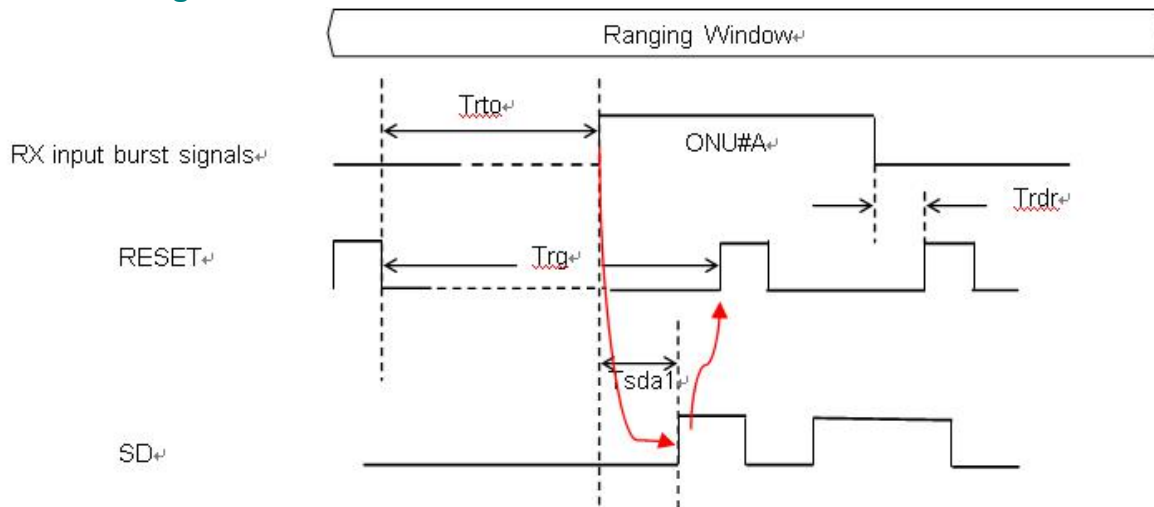 Ranging Window↵
Trto↵
RX input burst signals↵
ONU#A↵
Trdr↵
RESET↵
Trg↵
Tsda1↵
SD↵